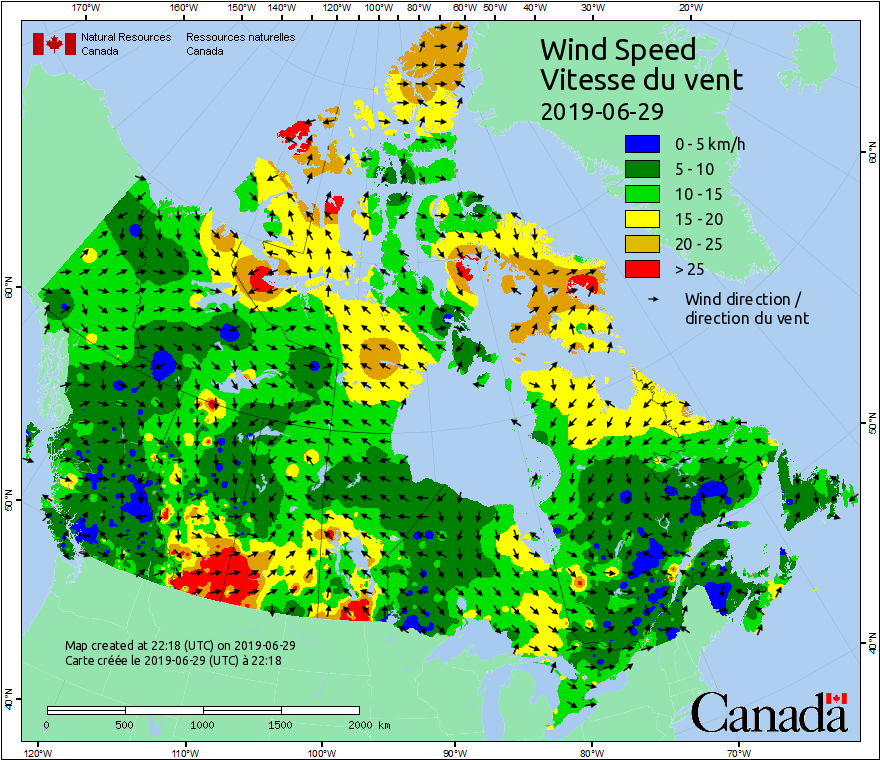 170°W 160°W 150°W 140°W 120°W 100°W 80°W 60°W 50°W 40°W 30°W 20°W
Natural Resources Canada
Ressources naturelles Canada
Wind Speed
Vitesse du vent
2019-06-29
0 - 5 km/h
5 - 10
10 - 15
15 - 20
20 - 25
> 25
Wind direction /
direction du vent
60°N
60°N
50°N
50°N
40°N
40°N
Map created at 22:18 (UTC) on 2019-06-29
Carte créée le 2019-06-29 (UTC) à 22:18
0 500 1000 1500 2000 km
Canada
120°W 110°W 100°W 90°W 80°W 70°W